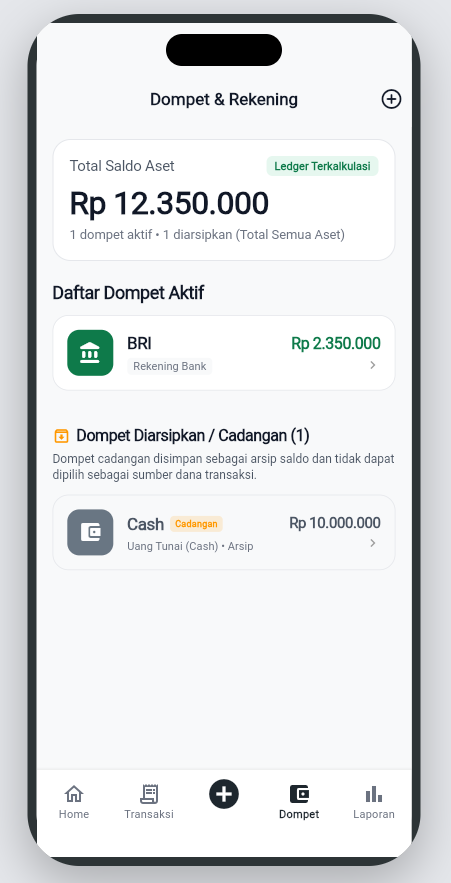 Dompet & Rekening
Total Saldo Aset
Ledger Terkalkulasi
Rp 12.350.000
1 dompet aktif • 1 diarsipkan (Total Semua Aset)
Daftar Dompet Aktif
BRI
Rp 2.350.000
Rekening Bank
Dompet Diarsipkan / Cadangan (1)
Dompet cadangan disimpan sebagai arsip saldo dan tidak dapat
dipilih sebagai sumber dana transaksi.
Cash
Cadangan
Rp 10.000.000
Uang Tunai (Cash) • Arsip
Home
Transaksi
Dompet
Laporan